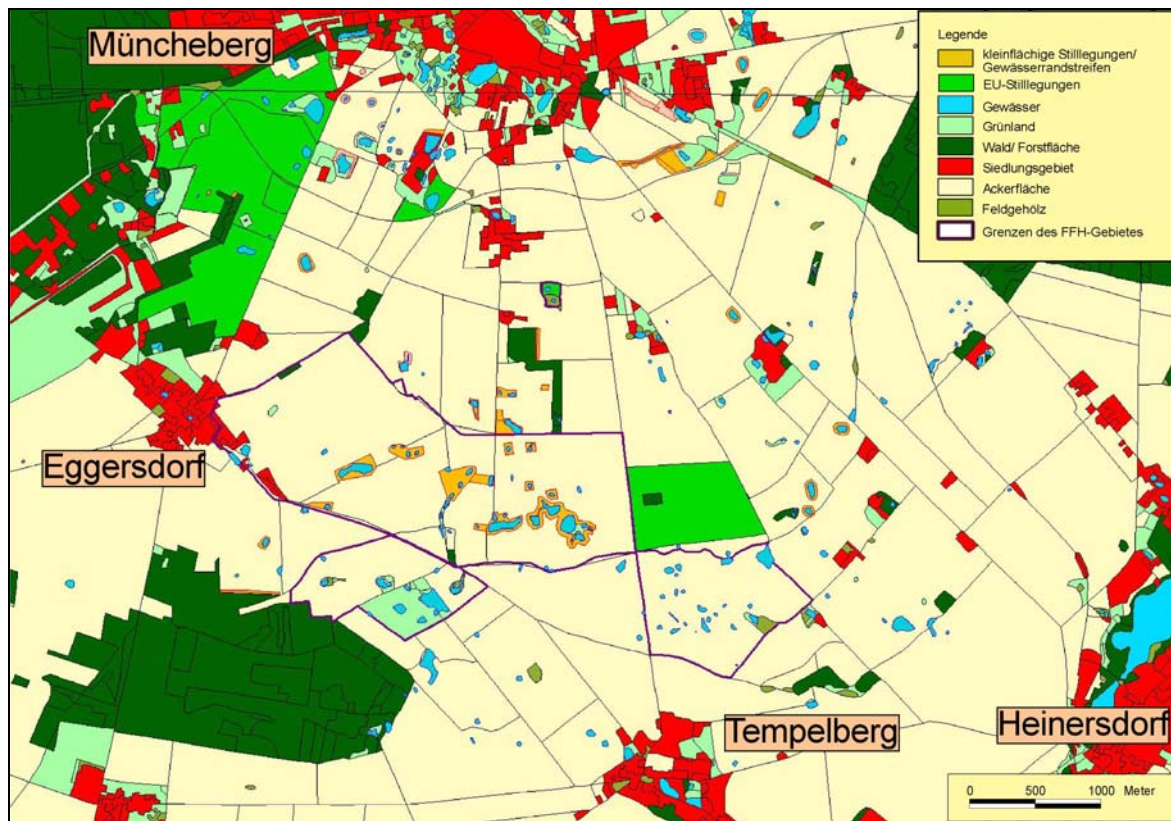 Müncheberg
Legende
kleinflächige Stilllegungen/
Gewässerrandstreifen
EU-Stilllegungen
Gewässer
Grünland
Wald/ Forstfläche
Siedlungsgebiet
Ackerfläche
Feldgehölz
Grenzen des FFH-Gebietes
Eggersdorf
Tempelberg
Heinersdorf
0 500 1000 Meter